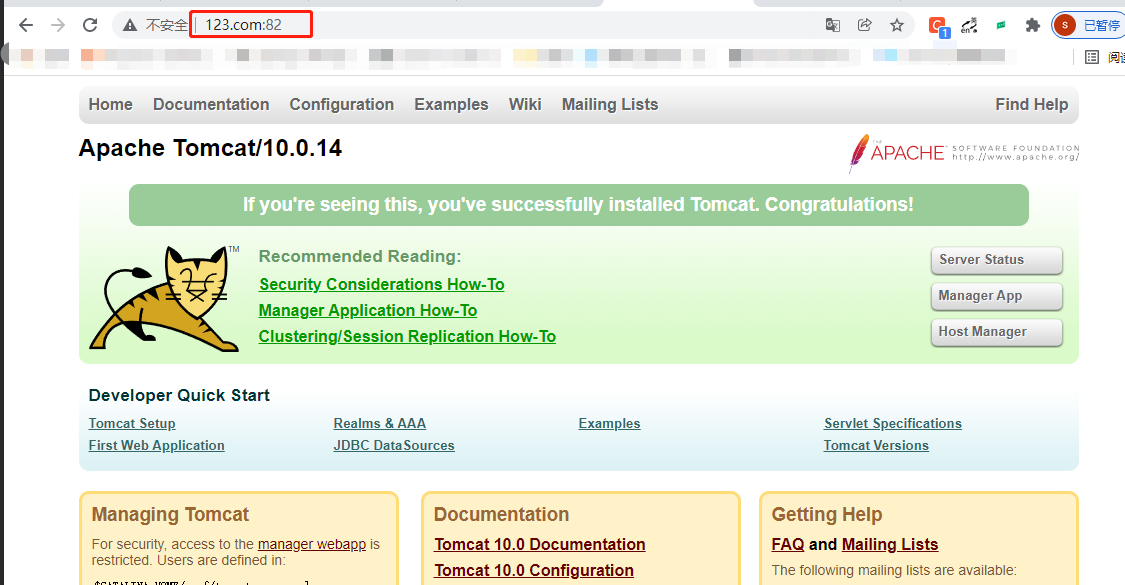 不安全 123.com:82
1
S 已暂停
Home Documentation Configuration Examples Wiki Mailing Lists Find Help
Apache Tomcat/10.0.14
THE APACHE SOFTWARE FOUNDATION
http://www.apache.org/
If you're seeing this, you've successfully installed Tomcat. Congratulations!
TM
Recommended Reading:
Security Considerations How-To
Manager Application How-To
Clustering/Session Replication How-To
Server Status
Manager App
Host Manager
Developer Quick Start
Tomcat Setup Realms & AAA Examples Servlet Specifications
First Web Application JDBC DataSources Tomcat Versions
Managing Tomcat
For security, access to the manager webapp is
restricted. Users are defined in:
Documentation
Tomcat 10.0 Documentation
Tomcat 10.0 Configuration
Getting Help
FAQ and Mailing Lists
The following mailing lists are available: